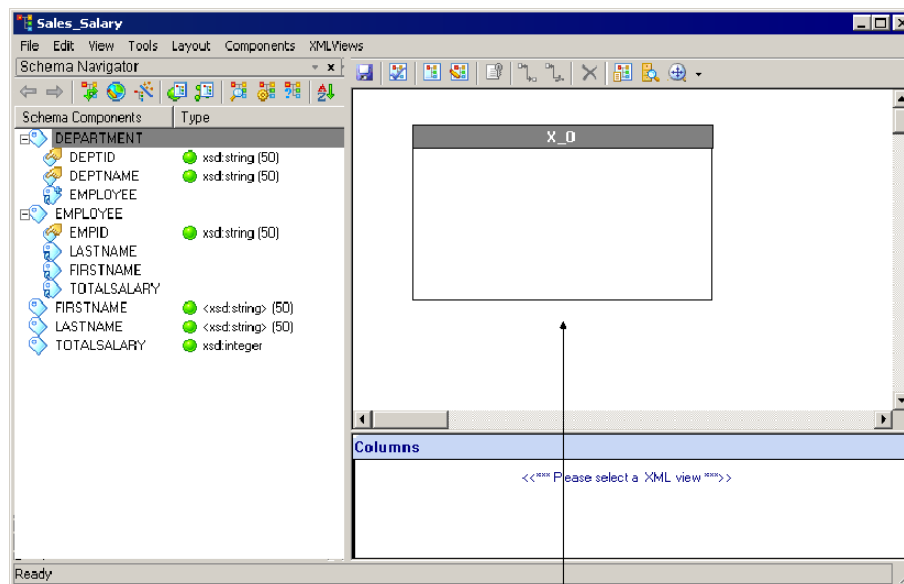 Sales_Salary
File Edit View Tools Layout Components XMLViews
Schema Navigator
Schema Components Type
DEPARTMENT
DEPTID xsd:string (50)
DEPTNAME xsd:string (50)
EMPLOYEE
EMPLOYEE
EMPID xsd:string (50)
LASTNAME
FIRSTNAME
TOTALSALARY
FIRSTNAME <xsd:string> (50)
LASTNAME <xsd:string> (50)
TOTALSALARY xsd:integer
X_0
Columns
<<*** Please select a XML view ***>>
Ready